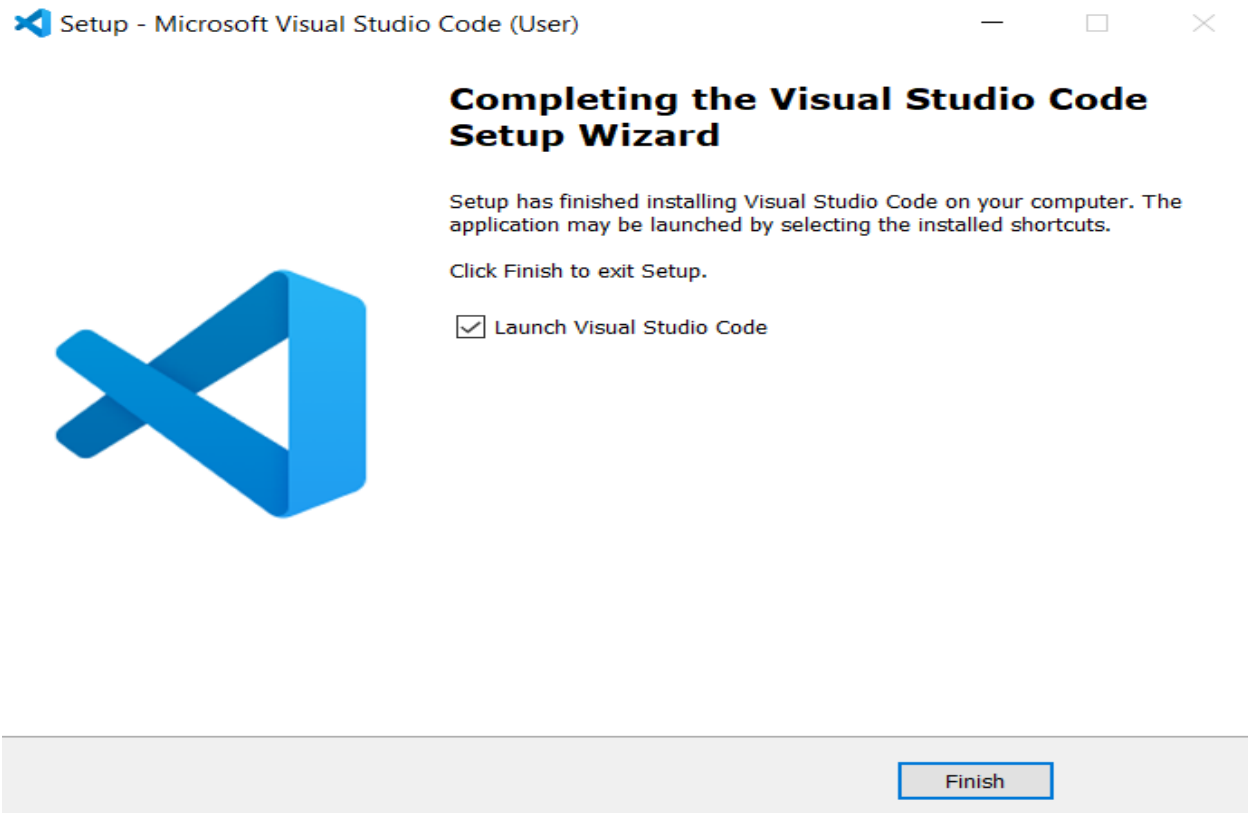 Setup - Microsoft Visual Studio Code (User)
Completing the Visual Studio Code
Setup Wizard
Setup has finished installing Visual Studio Code on your computer. The
application may be launched by selecting the installed shortcuts.
Click Finish to exit Setup.
Launch Visual Studio Code
Finish